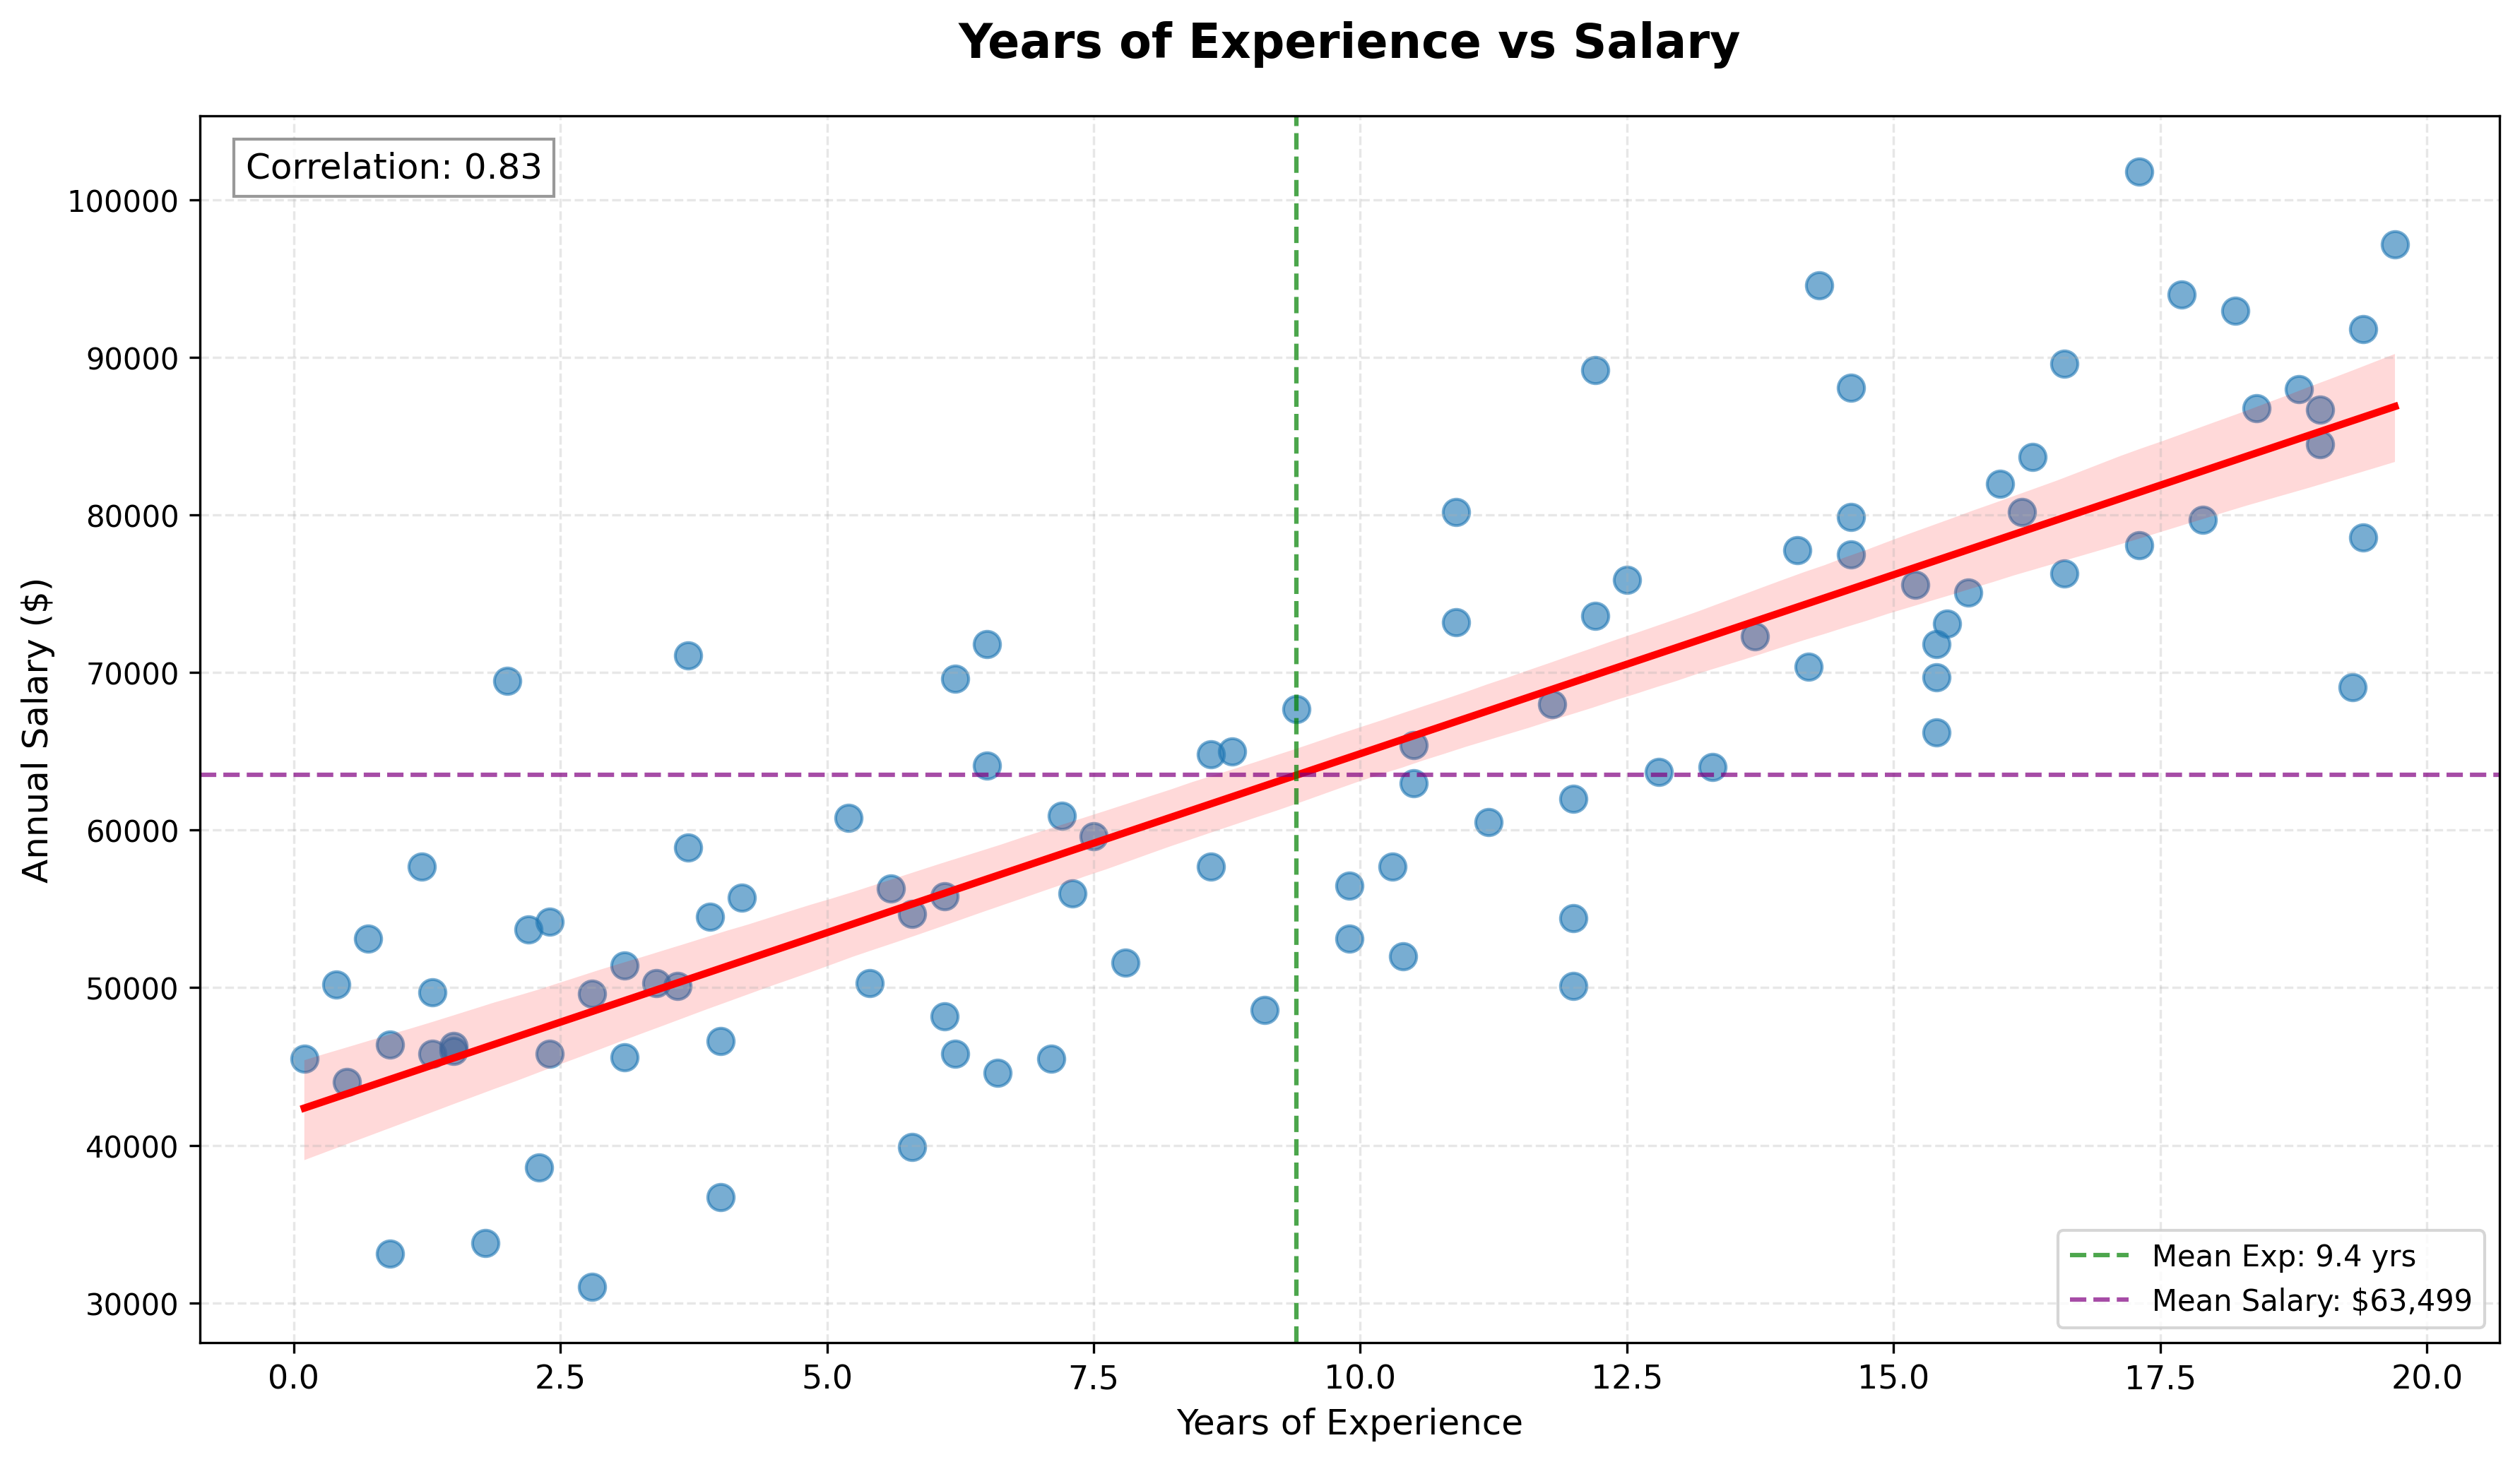 Years of Experience vs Salary
Correlation: 0.83
100000
90000
80000
70000
60000
50000
40000
30000
Annual Salary ($)
Mean Exp: 9.4 yrs
Mean Salary: $63,499
0.0 2.5 5.0 7.5 10.0 12.5 15.0 17.5 20.0
Years of Experience